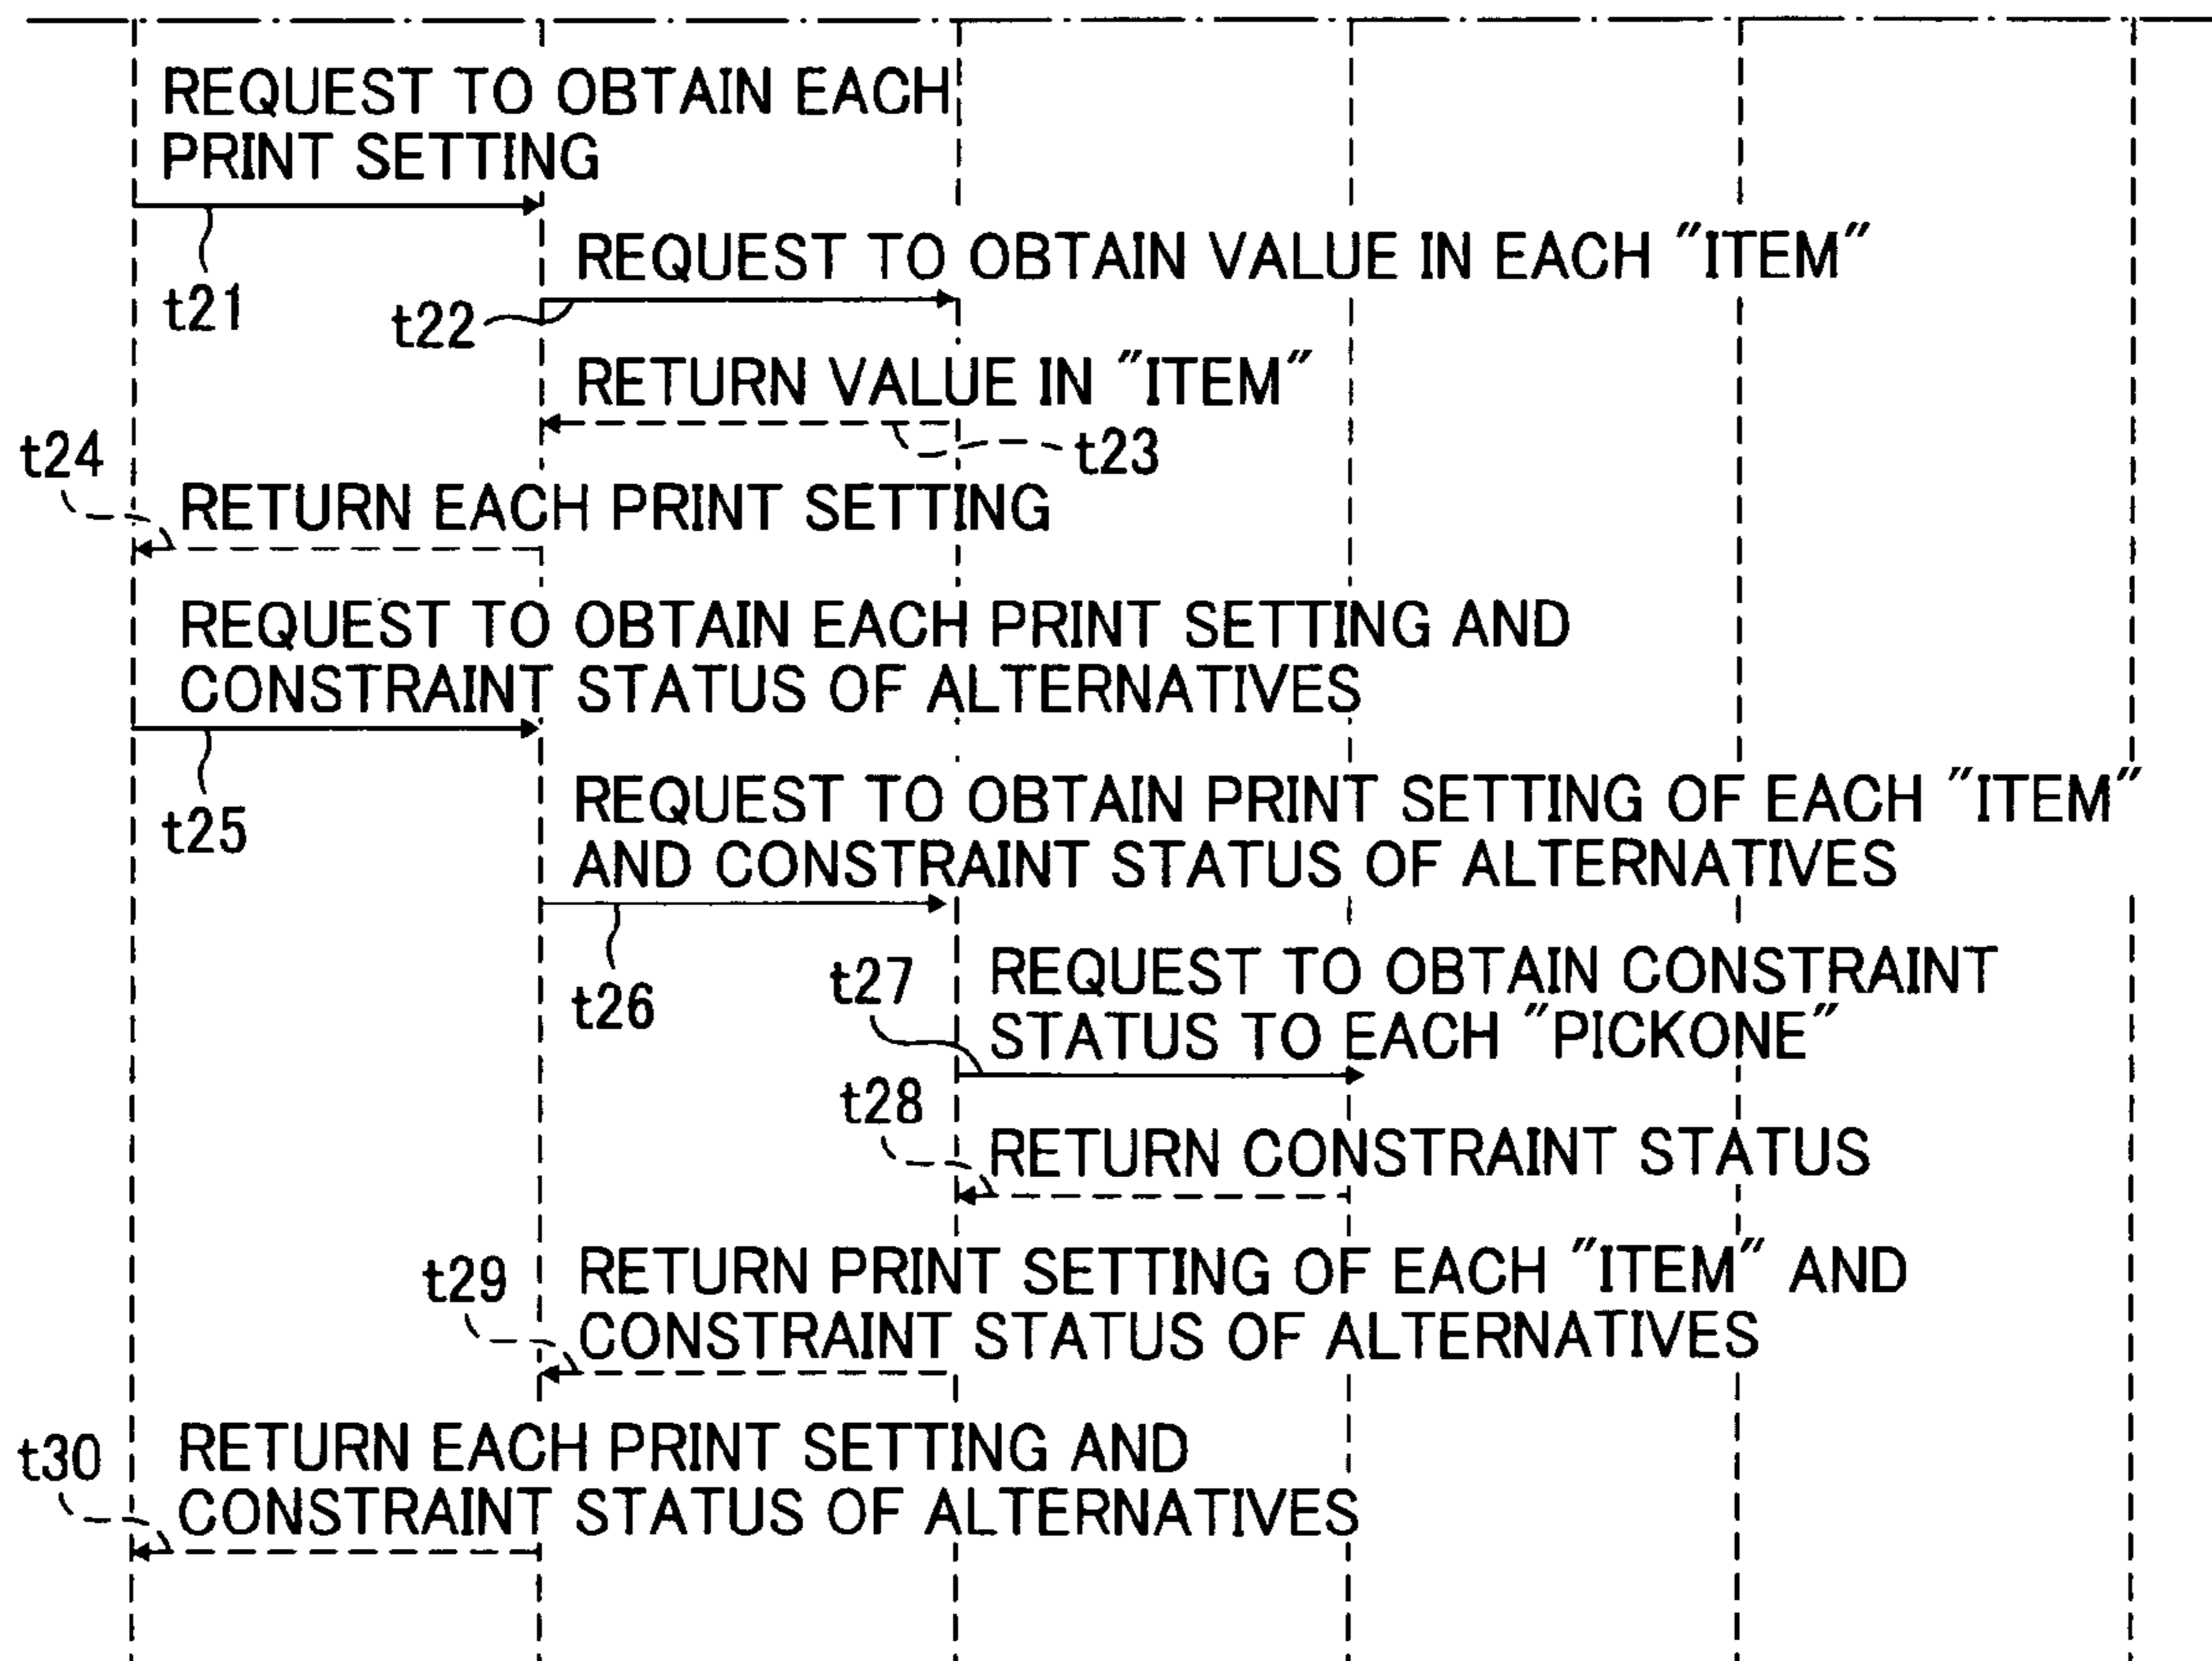 REQUEST TO OBTAIN EACH
PRINT SETTING
t21
REQUEST TO OBTAIN VALUE IN EACH "ITEM"
t22
RETURN VALUE IN "ITEM"
t23
t24
RETURN EACH PRINT SETTING
REQUEST TO OBTAIN EACH PRINT SETTING AND
CONSTRAINT STATUS OF ALTERNATIVES
t25
REQUEST TO OBTAIN PRINT SETTING OF EACH "ITEM"
AND CONSTRAINT STATUS OF ALTERNATIVES
t26
t27
REQUEST TO OBTAIN CONSTRAINT
STATUS TO EACH "PICKONE"
t28
RETURN CONSTRAINT STATUS
t29
RETURN PRINT SETTING OF EACH "ITEM" AND
CONSTRAINT STATUS OF ALTERNATIVES
t30
RETURN EACH PRINT SETTING AND
CONSTRAINT STATUS OF ALTERNATIVES